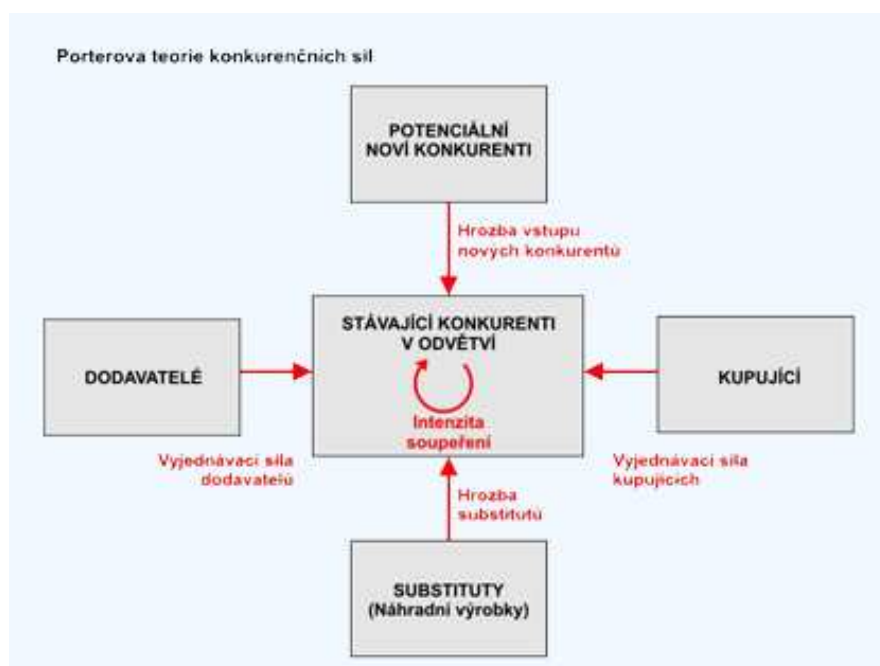 Porterova teorie konkurenčních sil
POTENCIÁLNÍ
NOVÍ KONKURENTI
Hrozba vstupu
nových konkurentů
STÁVAJÍCÍ KONKURENTI
V ODVĚTVÍ
DODAVATELÉ
KUPUJÍCÍ
Intenzita
soupeření
Vyjednávací síla
dodavatelů
Vyjednávací síla
kupujících
Hrozba
substitutů
SUBSTITUTY
(Náhradní výrobky)